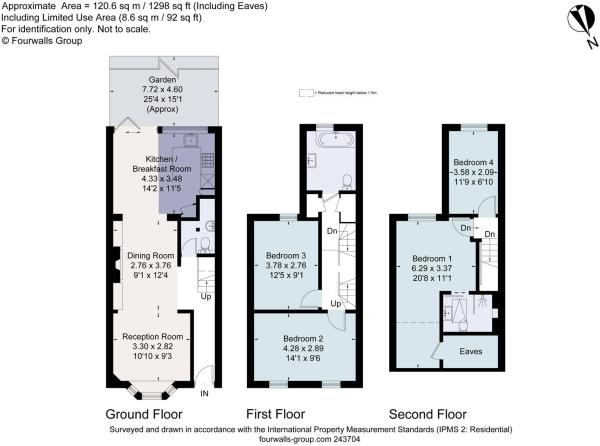 Approximate Area = 120.6 sq m / 1298 sq ft (Including Eaves)
Including Limited Use Area (8.6 sq m / 92 sq ft)
For identification only. Not to scale.
© Fourwalls Group
N
= Reduced head height below 1.5m
Garden
7.72 x 4.60
25'4 x 15'1
(Approx)
Kitchen /
Breakfast Room
4.33 x 3.48
14'2 x 11'5
Dining Room
2.76 x 3.76
9'1 x 12'4
Up
Reception Room
3.30 x 2.82
10'10 x 9'3
IN
Ground Floor
Dn
Bedroom 3
3.78 x 2.76
12'5 x 9'1
Up
Bedroom 2
4.28 x 2.89
14'1 x 9'6
First Floor
Bedroom 4
3.58 x 2.09
11'9 x 6'10
Dn
Dn
Bedroom 1
6.29 x 3.37
20'8 x 11'1
Eaves
Second Floor
Surveyed and drawn in accordance with the International Property Measurement Standards (IPMS 2: Residential)
fourwalls-group.com 243704